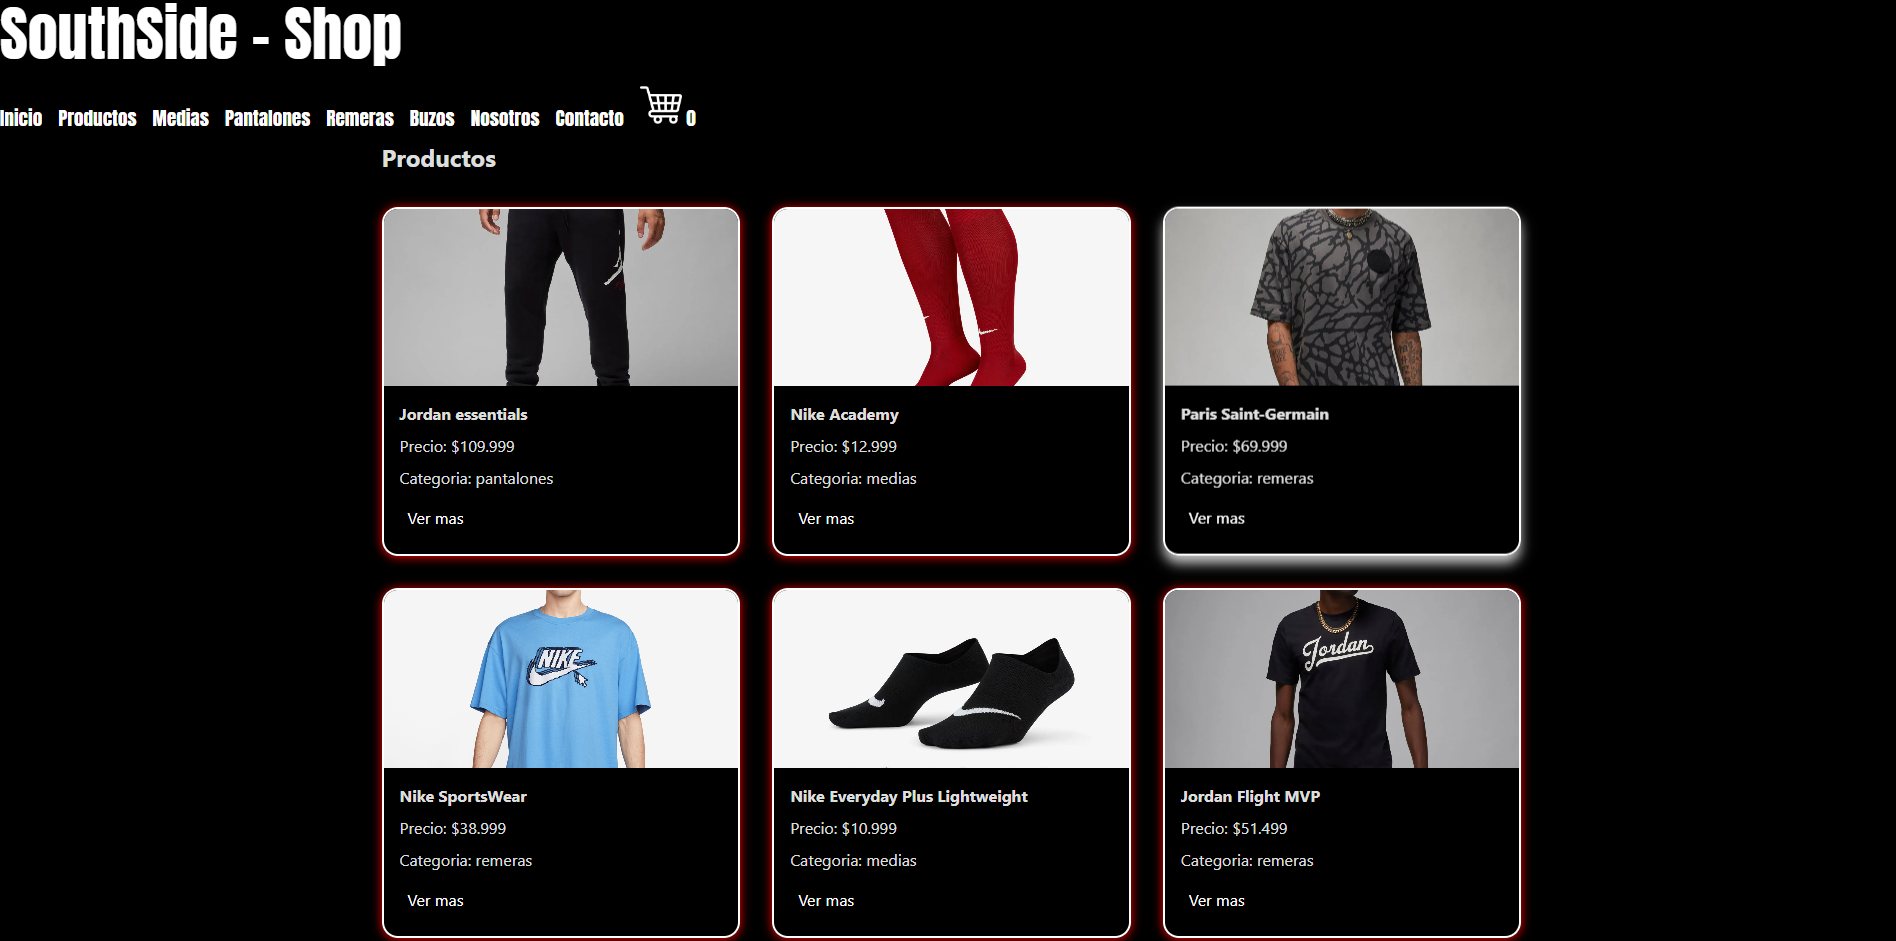 SouthSide - Shop
Inicio Productos Medias Pantalones Remeras Buzos Nosotros Contacto 0
Productos
Jordan essentials
Precio: $109.999
Categoria: pantalones
Ver mas
Nike Academy
Precio: $12.999
Categoria: medias
Ver mas
Paris Saint-Germain
Precio: $69.999
Categoria: remeras
Ver mas
NIKE
Nike SportsWear
Precio: $38.999
Categoria: remeras
Ver mas
Nike Everyday Plus Lightweight
Precio: $10.999
Categoria: medias
Ver mas
Jordan
Jordan Flight MVP
Precio: $51.499
Categoria: remeras
Ver mas